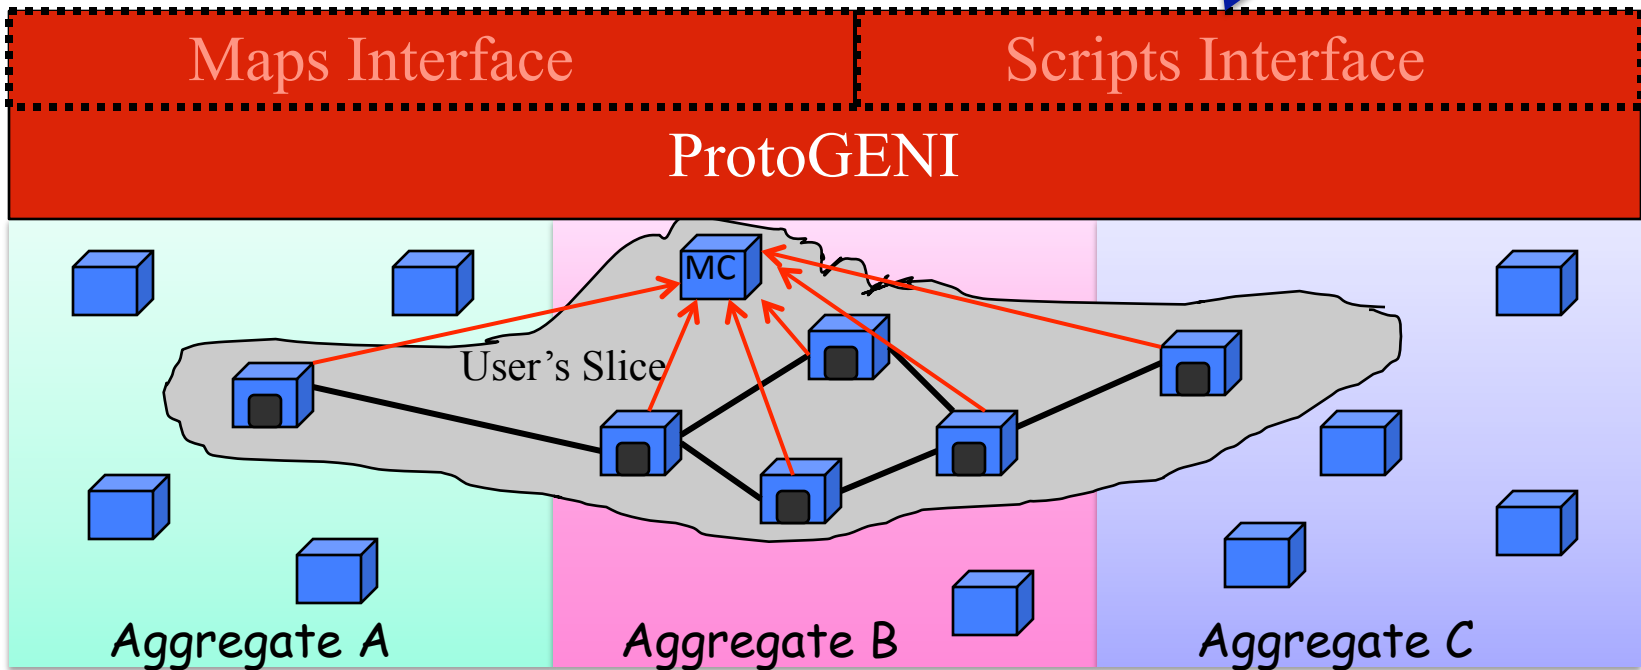 Maps Interface
Scripts Interface
ProtoGENI
MC
User’s Slice
Aggregate A
Aggregate B
Aggregate C